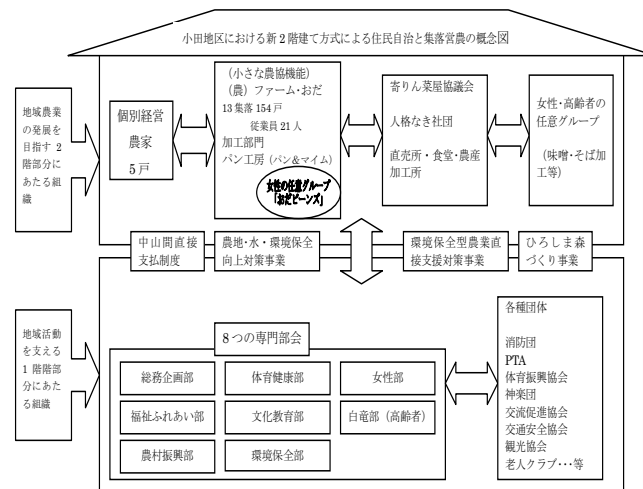 小田地区における新2階建て方式による住民自治と集落営農の概念図
地域農業
の発展を
目指す 2
階部分に
あたる組
織
個別経営
農家
5戸
(小さな農協機能)
(農) ファーム・おだ
13集落 154戸
従業員 21人
加工部門
パン工房 (パン&マイム)
女性の任意グループ
「おだビーンズ」
寄りん菜屋協議会
人格なき社団
直売所・食堂・農産
加工所
女性・高齢者の
任意グループ
(味噌・そば加
工等)
中山間直接
支払制度
農地・水・環境保全
向上対策事業
環境保全型農業直
接支援対策事業
ひろしま森
づくり事業
地域活動
を支える
1 階階部
分にあた
る組織
8つの専門部会
総務企画部
体育健康部
女性部
福祉ふれあい部
文化教育部
白竜部(高齢者)
農村振興部
環境保全部
各種団体
消防団
PTA
体育振興協会
神楽団
交流促進協会
交通安全協会
観光協会
老人クラブ・・・等